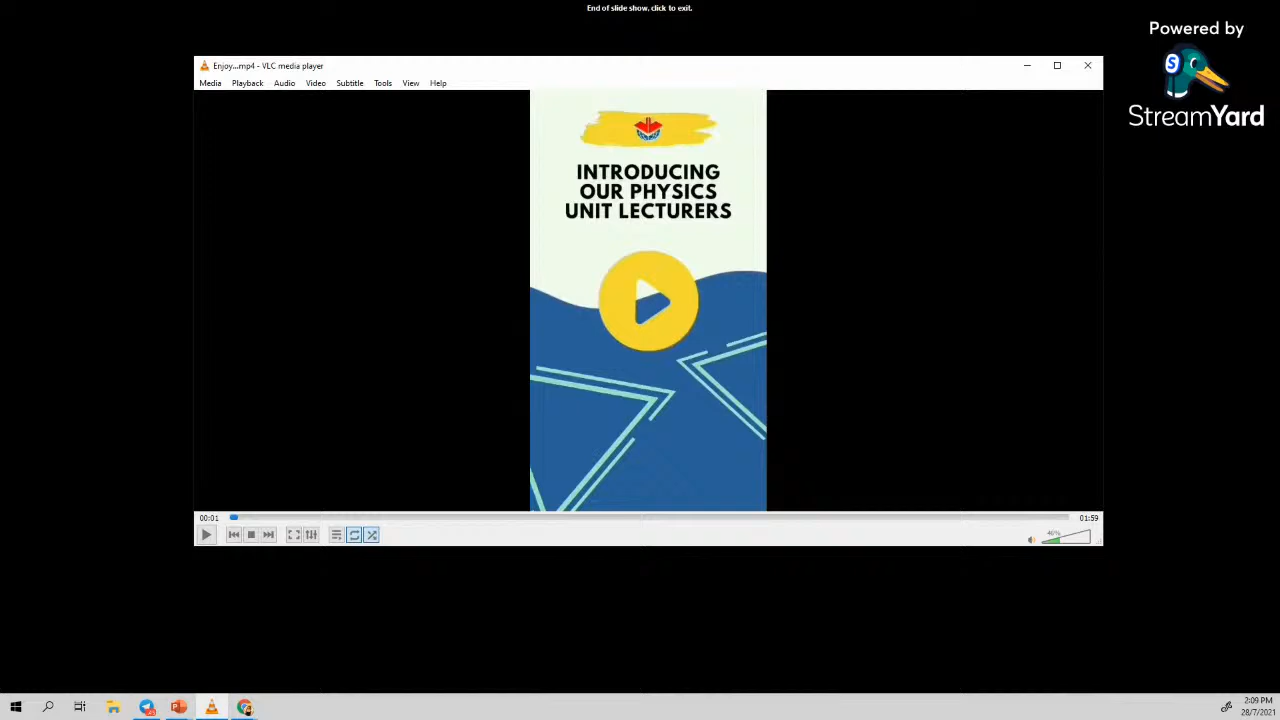 End of slide show, click to exit.
Powered by
S
StreamYard
Enjoy...mp4 - VLC media player
Media Playback Audio Video Subtitle Tools View Help
INTRODUCING
OUR PHYSICS
UNIT LECTURERS
00:01
01:59
40%
2:09 PM
28/7/2021